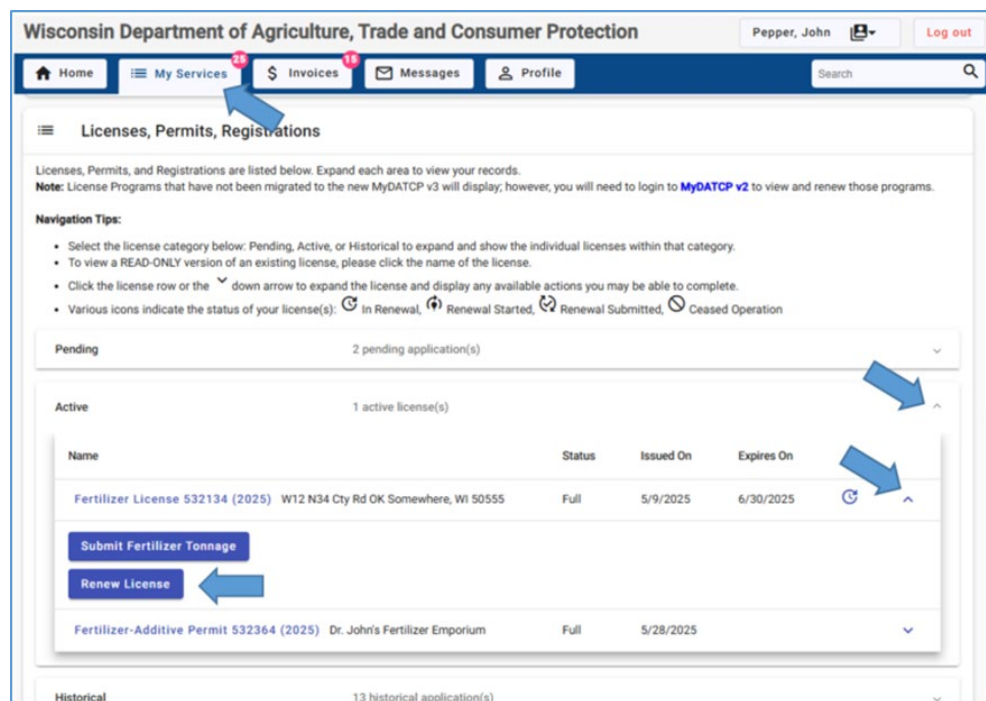 Wisconsin Department of Agriculture, Trade and Consumer Protection
Pepper, John
Log out
Home
My Services
25
$ Invoices
15
Messages
Profile
Search
Licenses, Permits, Registrations
Licenses, Permits, and Registrations are listed below. Expand each area to view your records.
Note: License Programs that have not been migrated to the new MyDATCP v3 will display; however, you will need to login to MyDATCP v2 to view and renew those programs.
Navigation Tips:
• Select the license category below: Pending, Active, or Historical to expand and show the individual licenses within that category.
• To view a READ-ONLY version of an existing license, please click the name of the license.
• Click the license row or the down arrow to expand the license and display any available actions you may be able to complete.
• Various icons indicate the status of your license(s): In Renewal, Renewal Started, Renewal Submitted, Ceased Operation
Pending 2 pending application(s)
Active 1 active license(s)
Name Status Issued On Expires On
Fertilizer License 532134 (2025) W12 N34 Cty Rd OK Somewhere, WI 50555 Full 5/9/2025 6/30/2025
Submit Fertilizer Tonnage
Renew License
Fertilizer-Additive Permit 532364 (2025) Dr. John's Fertilizer Emporium Full 5/28/2025
Historical 13 historical application(s)